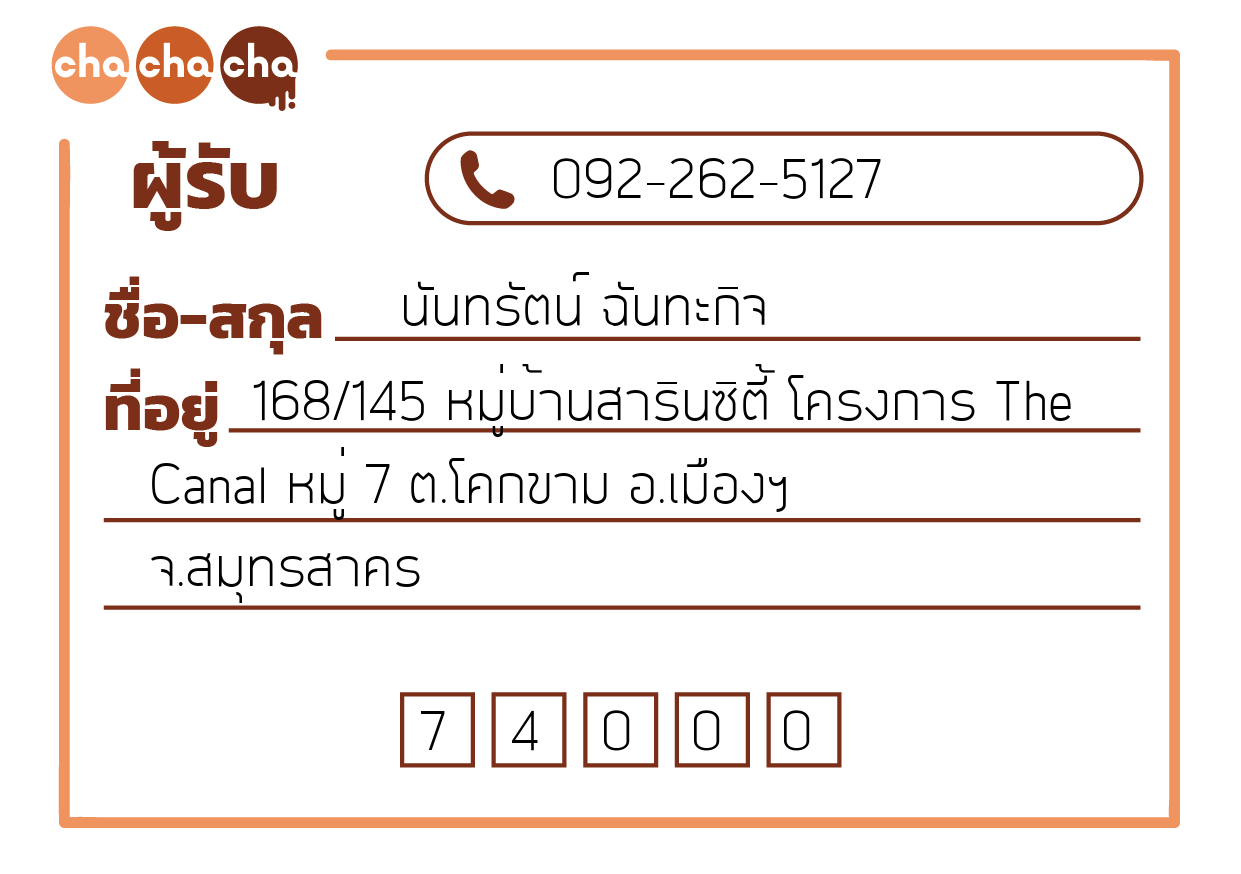 cha cha cha
ผู้รับ 092-262-5127
ชื่อ-สกุล นันทรัตน์ ฉันทะกิจ
ที่อยู่ 168/145 หมู่บ้านสารินซิตี้ โครงการ The
Canal หมู่ 7 ต.โคกขาม อ.เมืองฯ
จ.สมุทรสาคร
7 4 0 0 0